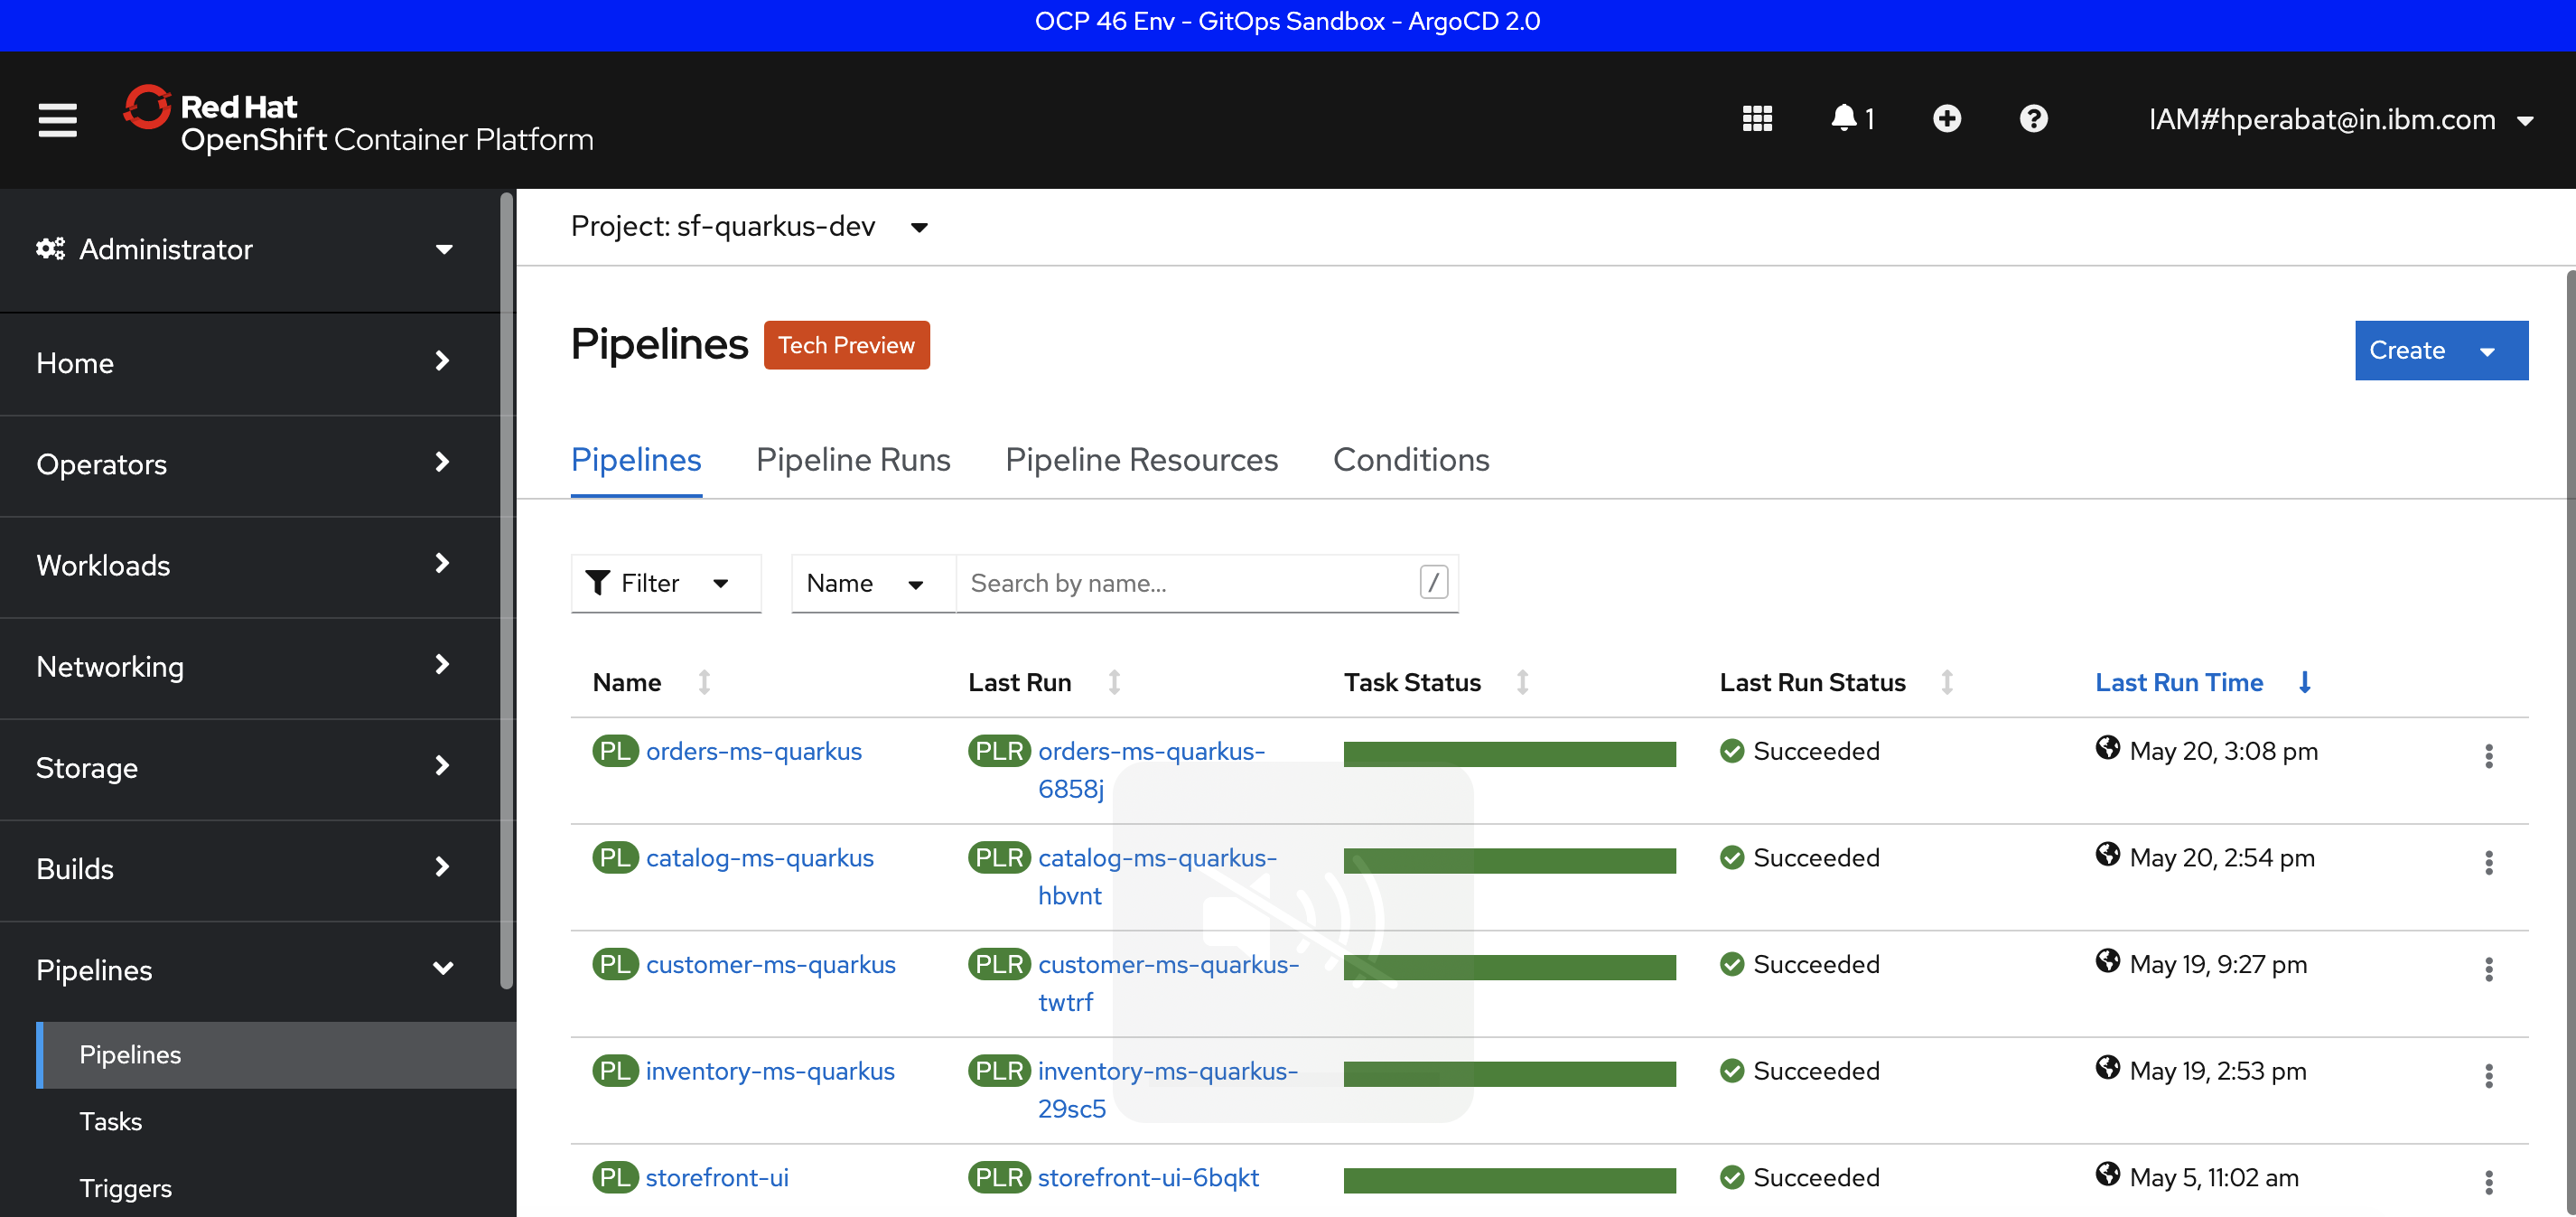 OCP 46 Env - GitOps Sandbox - ArgoCD 2.0
Red Hat
OpenShift Container Platform
1
IAM#hperabat@in.ibm.com
Administrator
Home
Operators
Workloads
Networking
Storage
Builds
Pipelines
Pipelines
Tasks
Triggers
Project: sf-quarkus-dev
Pipelines Tech Preview
Create
Pipelines Pipeline Runs Pipeline Resources Conditions
Filter Name Search by name... /
Name Last Run Task Status Last Run Status Last Run Time
PL orders-ms-quarkus PLR orders-ms-quarkus- Succeeded May 20, 3:08 pm
6858j
PL catalog-ms-quarkus PLR catalog-ms-quarkus- Succeeded May 20, 2:54 pm
hbvnt
PL customer-ms-quarkus PLR customer-ms-quarkus- Succeeded May 19, 9:27 pm
twtrf
PL inventory-ms-quarkus PLR inventory-ms-quarkus- Succeeded May 19, 2:53 pm
29sc5
PL storefront-ui PLR storefront-ui-6bqkt Succeeded May 5, 11:02 am